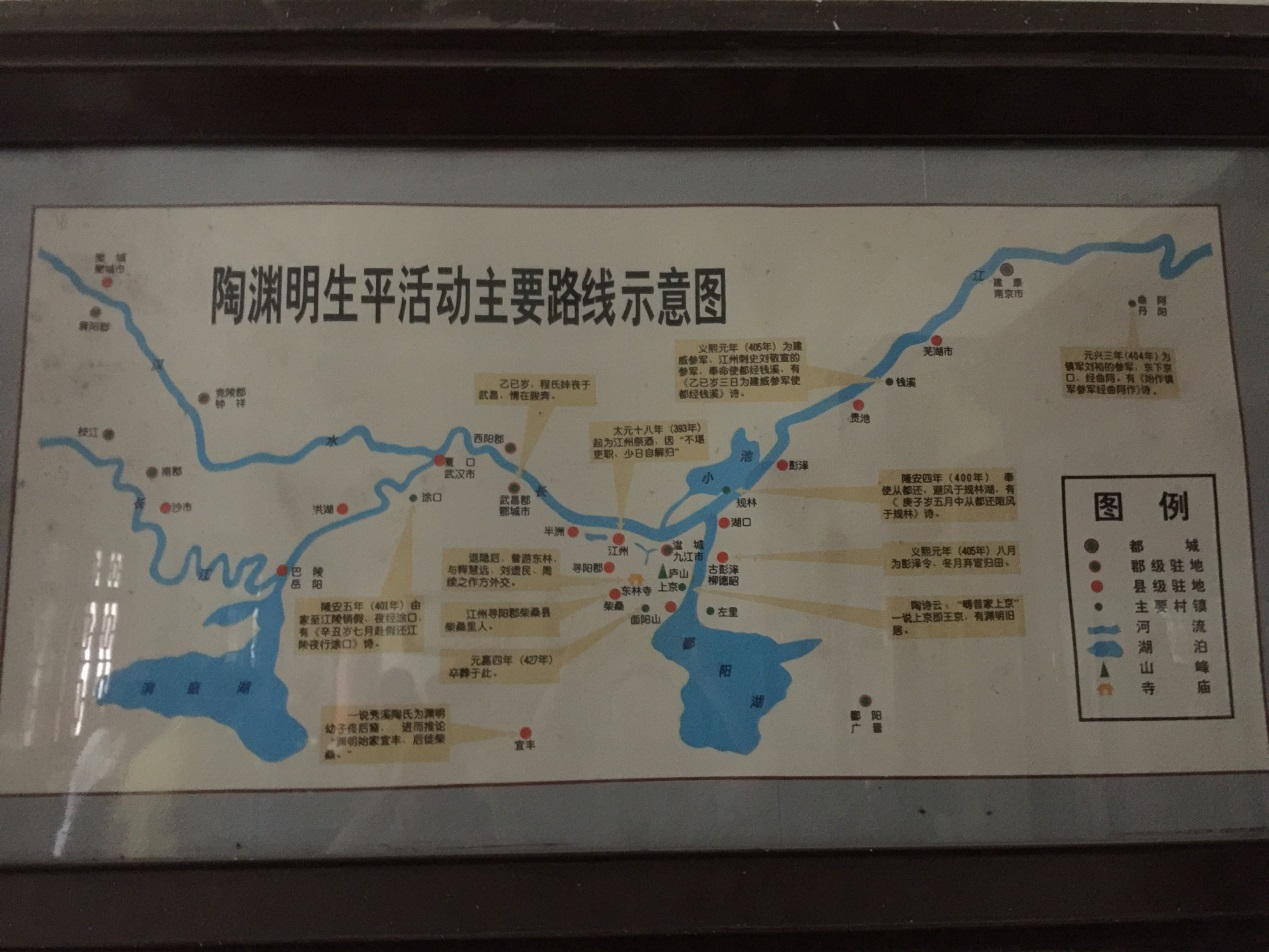 陶渊明生平活动主要路线示意图
襄阳郡
汉
竟陵郡
钟 祥
枝江
南郡
长
沙市
江
水
夏 口
武汉市
涂口
洪湖
巴 陵
岳 阳
西阳郡
武昌郡
鄂城市
长
半洲
江州
寻阳郡
湓 城
九江市
庐山
上京
东林寺
柴桑
面阳山
小
池
规林
彭泽
湖口
古彭泽
柳德昭
左里
鄱
阳
湖
洞 庭 湖
宜丰
鄱 阳
广 晋
贵池
钱溪
芜湖市
江
建 康
南京市
曲 阿
丹 阳
乙巳岁，程氏妹丧于
武昌，情在骏奔。
太元十八年（393年）
起为江州祭酒，因“不堪
吏职，少日自解归”
义熙元年（405年）为建
威参军，江州刺史刘敬宣的
参军，奉命使都经钱溪，有
《乙巳岁三日为建威参军使
都经钱溪》诗。
元兴三年（404年）为
镇军刘裕的参军，东下京
口，经曲阿，有《始作镇
军参军经曲阿作》诗。
隆安四年（400年） 奉
使从都还，避风于规林湖，有
《庚子岁五月中从都还阻风
于规林》诗。
义熙元年（405年）八月
为彭泽令，冬月弃官归田。
陶诗云：“畴昔家上京”
一说上京即玉京，有渊明旧
居。
退隐后，曾游东林，
与释慧远、刘遗民、周
续之作方外交。
江州寻阳郡柴桑县
柴桑里人。
元嘉四年（427年）
卒葬于此。
隆安五年（401年）由
家至江陵销假，夜经涂口，
有《辛丑岁七月赴假还江
陵夜行涂口》诗。
一说秀溪陶氏为渊明
幼子佟后裔， 进而推论
“渊明始家宜丰，后徙柴
桑。”
图 例
都 城
郡 级 驻 地
县 级 驻 地
主 要 村 镇
河 流
湖 泊
山 峰
寺 庙